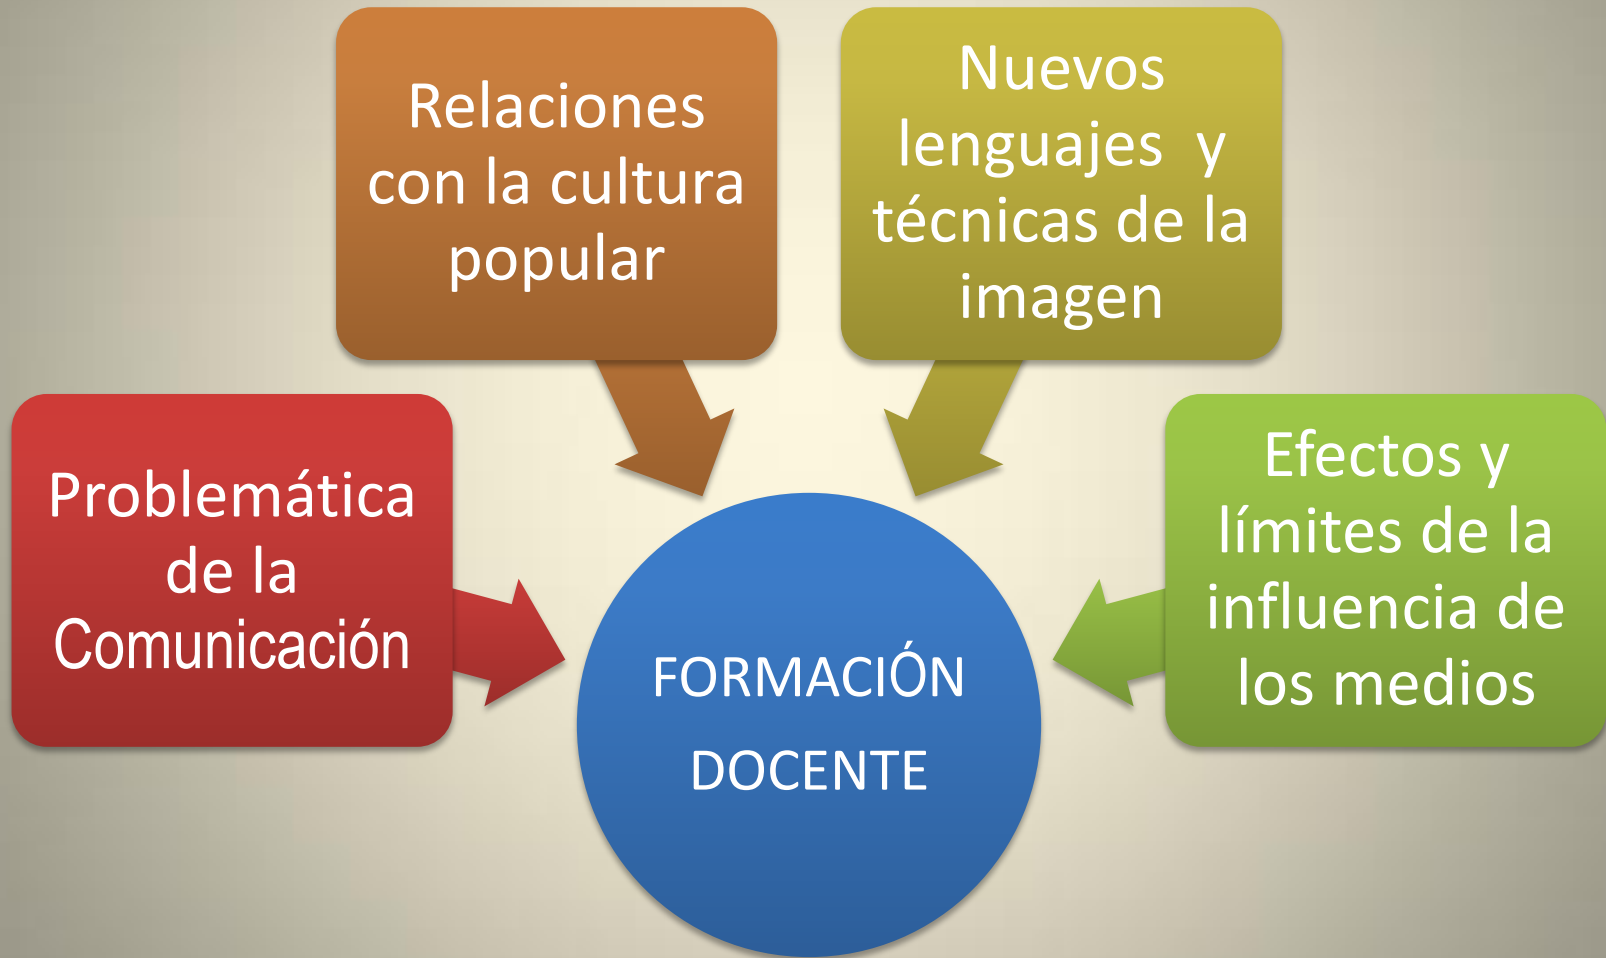 Relaciones
con la cultura
popular
Nuevos
lenguajes y
técnicas de la
imagen
Problemática
de la
Comunicación
Efectos y
límites de la
influencia de
los medios
FORMACIÓN
DOCENTE